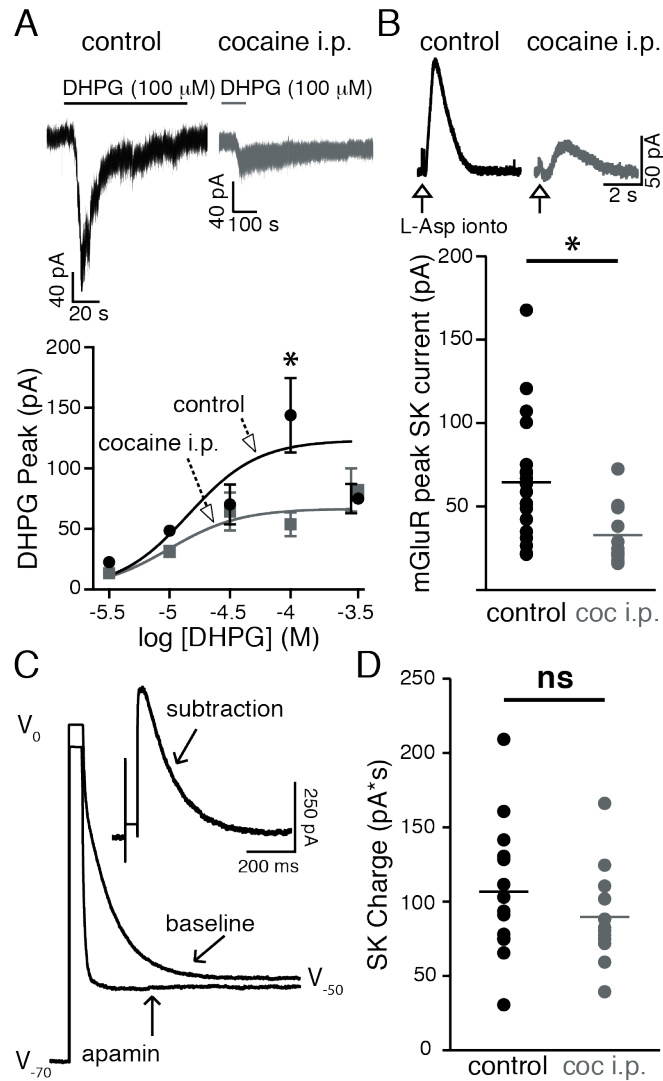 A
control
cocaine i.p.
DHPG (100 μM)
DHPG (100 μM)
40 pA
20 s
40 pA
100 s
DHPG Peak (pA)
200
150
100
50
0
*
control
cocaine i.p.
-5.5
-5
-4.5
-4
-3.5
log [DHPG] (M)
B
control
cocaine i.p.
50 pA
2 s
L-Asp ionto
mGluR peak SK current (pA)
200
150
100
50
*
control
coc i.p.
C
V0
subtraction
250 pA
200 ms
baseline
V-50
apamin
V-70
D
SK Charge (pA*s)
250
200
150
100
50
0
ns
control
coc i.p.